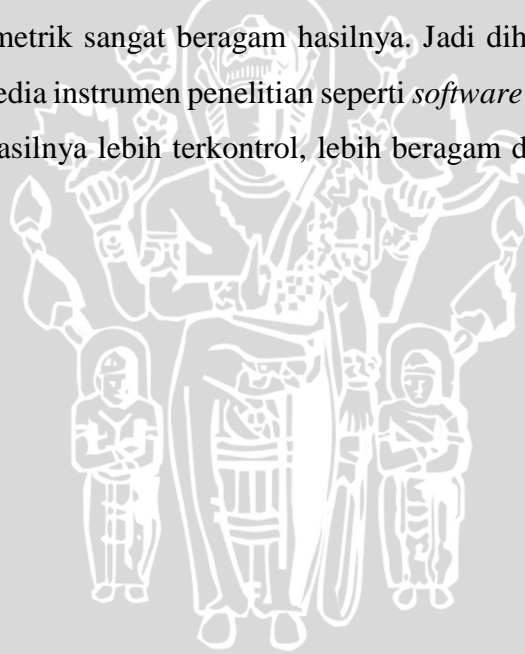 metrik sangat beragam hasilnya. Jadi dih
edia instrumen penelitian seperti software
asilnya lebih terkontrol, lebih beragam d